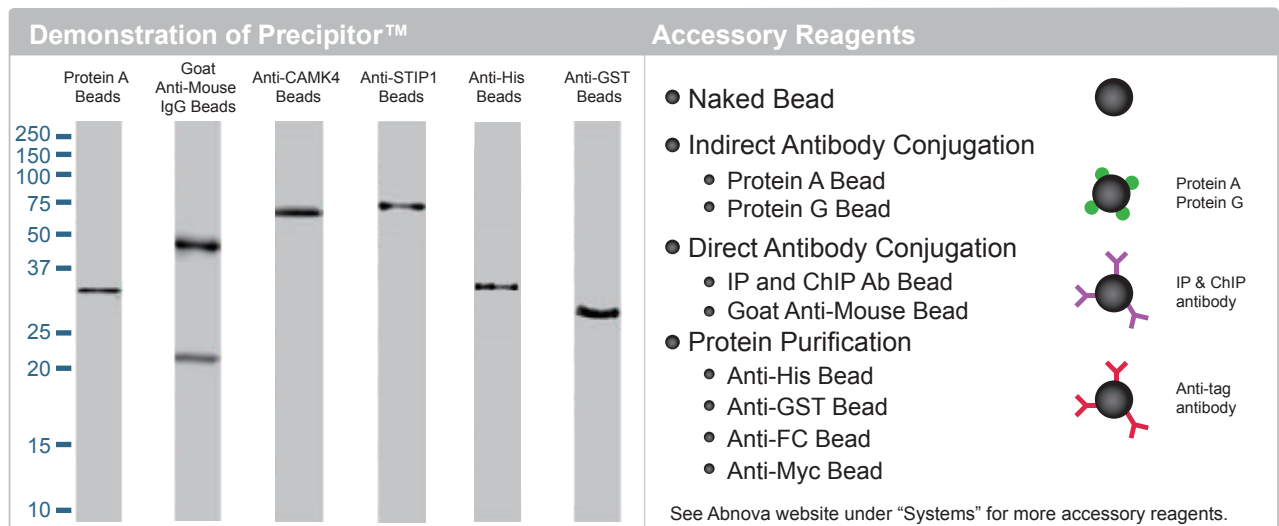 Demonstration of Precipitor™
Protein A
Beads
Goat
Anti-Mouse
IgG Beads
Anti-CAMK4
Beads
Anti-STIP1
Beads
Anti-His
Beads
Anti-GST
Beads
250
150
100
75
50
37
25
20
15
10
Accessory Reagents
Naked Bead
Indirect Antibody Conjugation
Protein A Bead
Protein G Bead
Protein A
Protein G
Direct Antibody Conjugation
IP and ChIP Ab Bead
Goat Anti-Mouse Bead
IP & ChIP
antibody
Protein Purification
Anti-His Bead
Anti-GST Bead
Anti-FC Bead
Anti-Myc Bead
Anti-tag
antibody
See Abnova website under “Systems” for more accessory reagents.